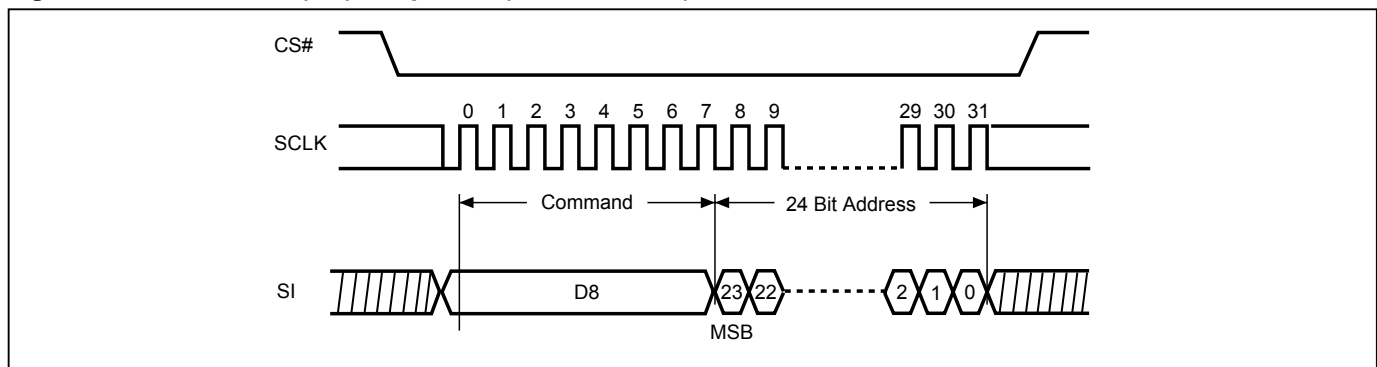 CS#
0 1 2 3 4 5 6 7 8 9 29 30 31
SCLK
Command 24 Bit Address
SI D8 23 22 2 1 0
MSB